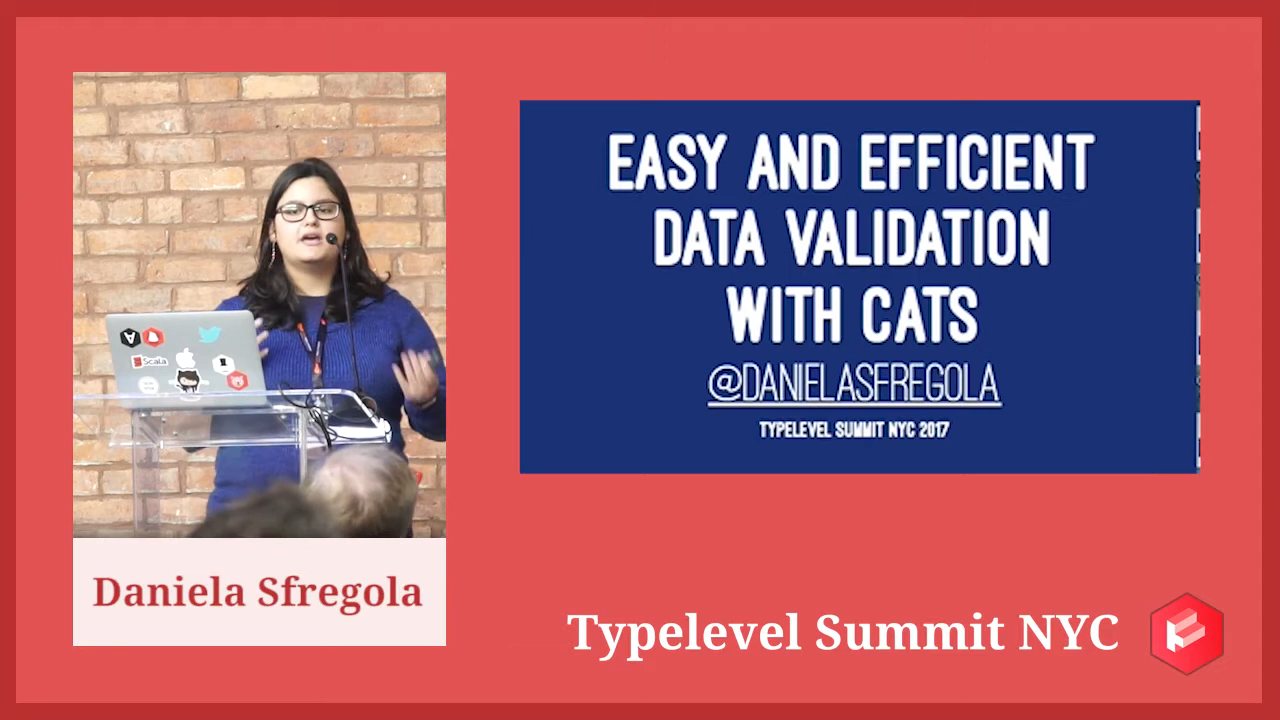 Scala
Daniela Sfregola
EASY AND EFFICIENT
DATA VALIDATION
WITH CATS
@DANIELASFREGOLA
TYPELEVEL SUMMIT NYC 2017
Typelevel Summit NYC